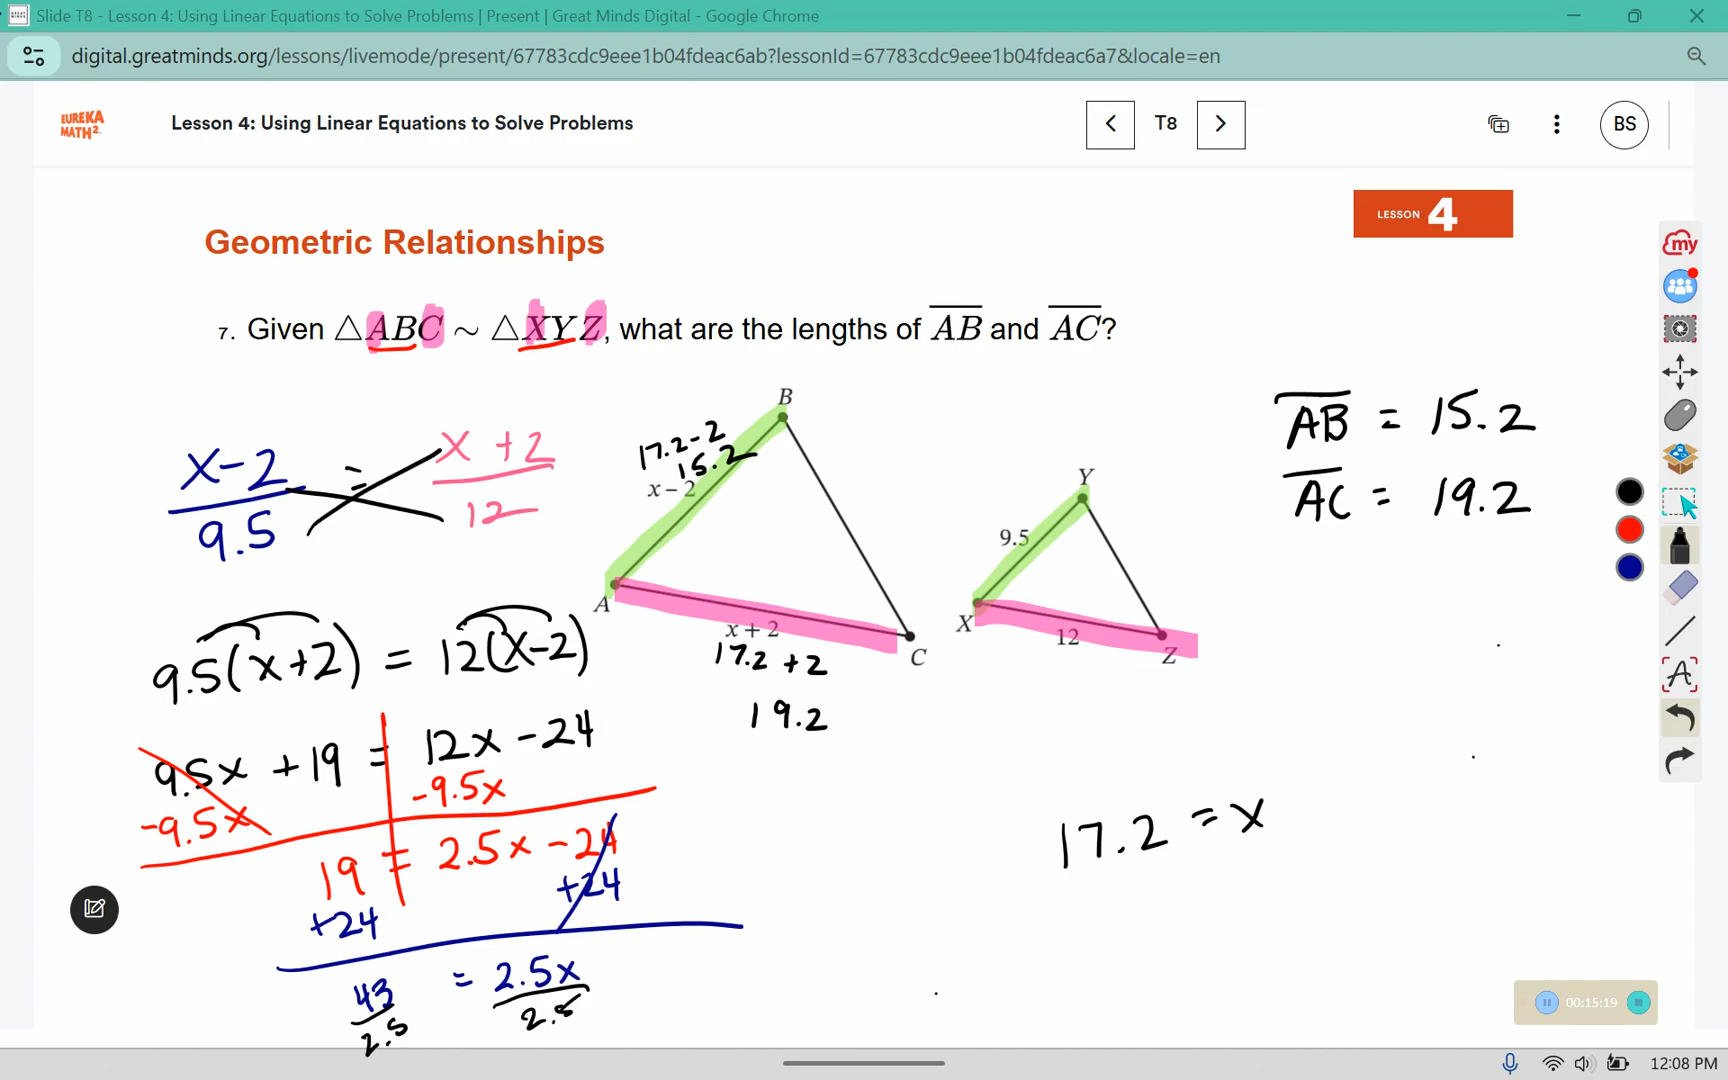 Slide T8 - Lesson 4: Using Linear Equations to Solve Problems | Present | Great Minds Digital - Google Chrome
digital.greatminds.org/lessons/livemode/present/67783cdc9eee1b04fdeac6ab?lessonId=67783cdc9eee1b04fdeac6a7&locale=en
EUREKA
MATH²
Lesson 4: Using Linear Equations to Solve Problems
T8
BS
LESSON 4
my
Geometric Relationships
7. Given △ABC ~ △XYZ, what are the lengths of AB and AC?
x-2 / 9.5 = x+2 / 12
B
17.2-2
15.2
x - 2
A
x + 2
17.2 +2
19.2
C
Y
9.5
X
12
Z
AB = 15.2
AC = 19.2
9.5(x+2) = 12(x-2)
9.5x +19 = 12x -24
-9.5x -9.5x
19 = 2.5x -24
+24 +24
43 = 2.5x
2.5 2.5
17.2 = x
A
00:15:19
12:08 PM